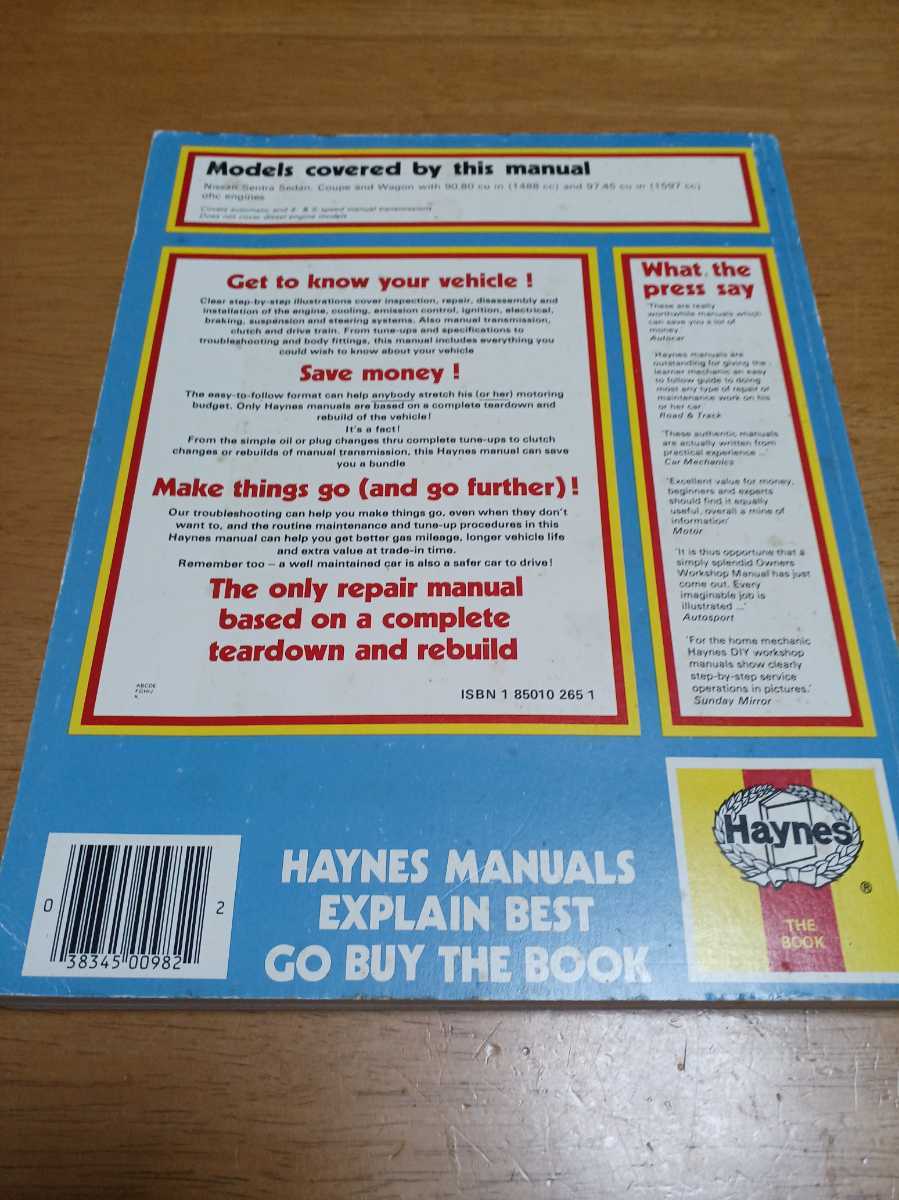 Models covered by this manual
Nissan Sentra Sedan, Coupe and Wagon with 90.80 cu in (1488 cc) and 97.45 cu in (1597 cc)
ohc engines
Covers automatic and 4- & 5-speed manual transmissions
Does not cover diesel engine models
Get to know your vehicle !
Clear step-by-step illustrations cover inspection, repair, disassembly and
installation of the engine, cooling, emission control, ignition, electrical,
braking, suspension and steering systems. Also manual transmission,
clutch and drive train. From tune-ups and specifications to
troubleshooting and body fittings, this manual includes everything you
could wish to know about your vehicle
Save money !
The easy-to-follow format can help anybody stretch his (or her) motoring
budget. Only Haynes manuals are based on a complete teardown and
rebuild of the vehicle!
It's a fact!
From the simple oil or plug changes thru complete tune-ups to clutch
changes or rebuilds of manual transmission, this Haynes manual can save
you a bundle
Make things go (and go further) !
Our troubleshooting can help you make things go, even when they don't
want to, and the routine maintenance and tune-up procedures in this
Haynes manual can help you get better gas mileage, longer vehicle life
and extra value at trade-in time.
Remember too – a well maintained car is also a safer car to drive!
The only repair manual
based on a complete
teardown and rebuild
ABCDE
FGHIJ
K
ISBN 1 85010 265 1
What the
press say
'These are really
worthwhile manuals which
can save you a lot of
money.'
Autocar
'Haynes manuals are
outstanding for giving the
learner mechanic an easy
to follow guide to doing
most any type of repair or
maintenance work on his
or her car.'
Road & Track
'These authentic manuals
are actually written from
practical experience ...'
Car Mechanics
'Excellent value for money,
beginners and experts
should find it equally
useful, overall a mine of
information'
Motor
'It is thus opportune that a
simply splendid Owners
Workshop Manual has just
come out. Every
imaginable job is
illustrated ...'
Autosport
'For the home mechanic
Haynes DIY workshop
manuals show clearly
step-by-step service
operations in pictures.'
Sunday Mirror
0 38345 00982 2
HAYNES MANUALS
EXPLAIN BEST
GO BUY THE BOOK
Haynes
®
THE
BOOK